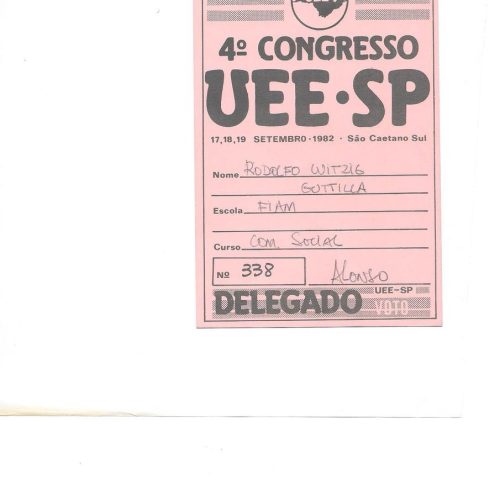 4º CONGRESSO
UEE·SP
17,18,19 SETEMBRO·1982 · São Caetano Sul
Nome RODOLFO WITZIG
GUTTILLA
Escola FIAM
Curso COM. SOCIAL
Nº 338 ALONSO
UEE-SP
DELEGADO VOTO